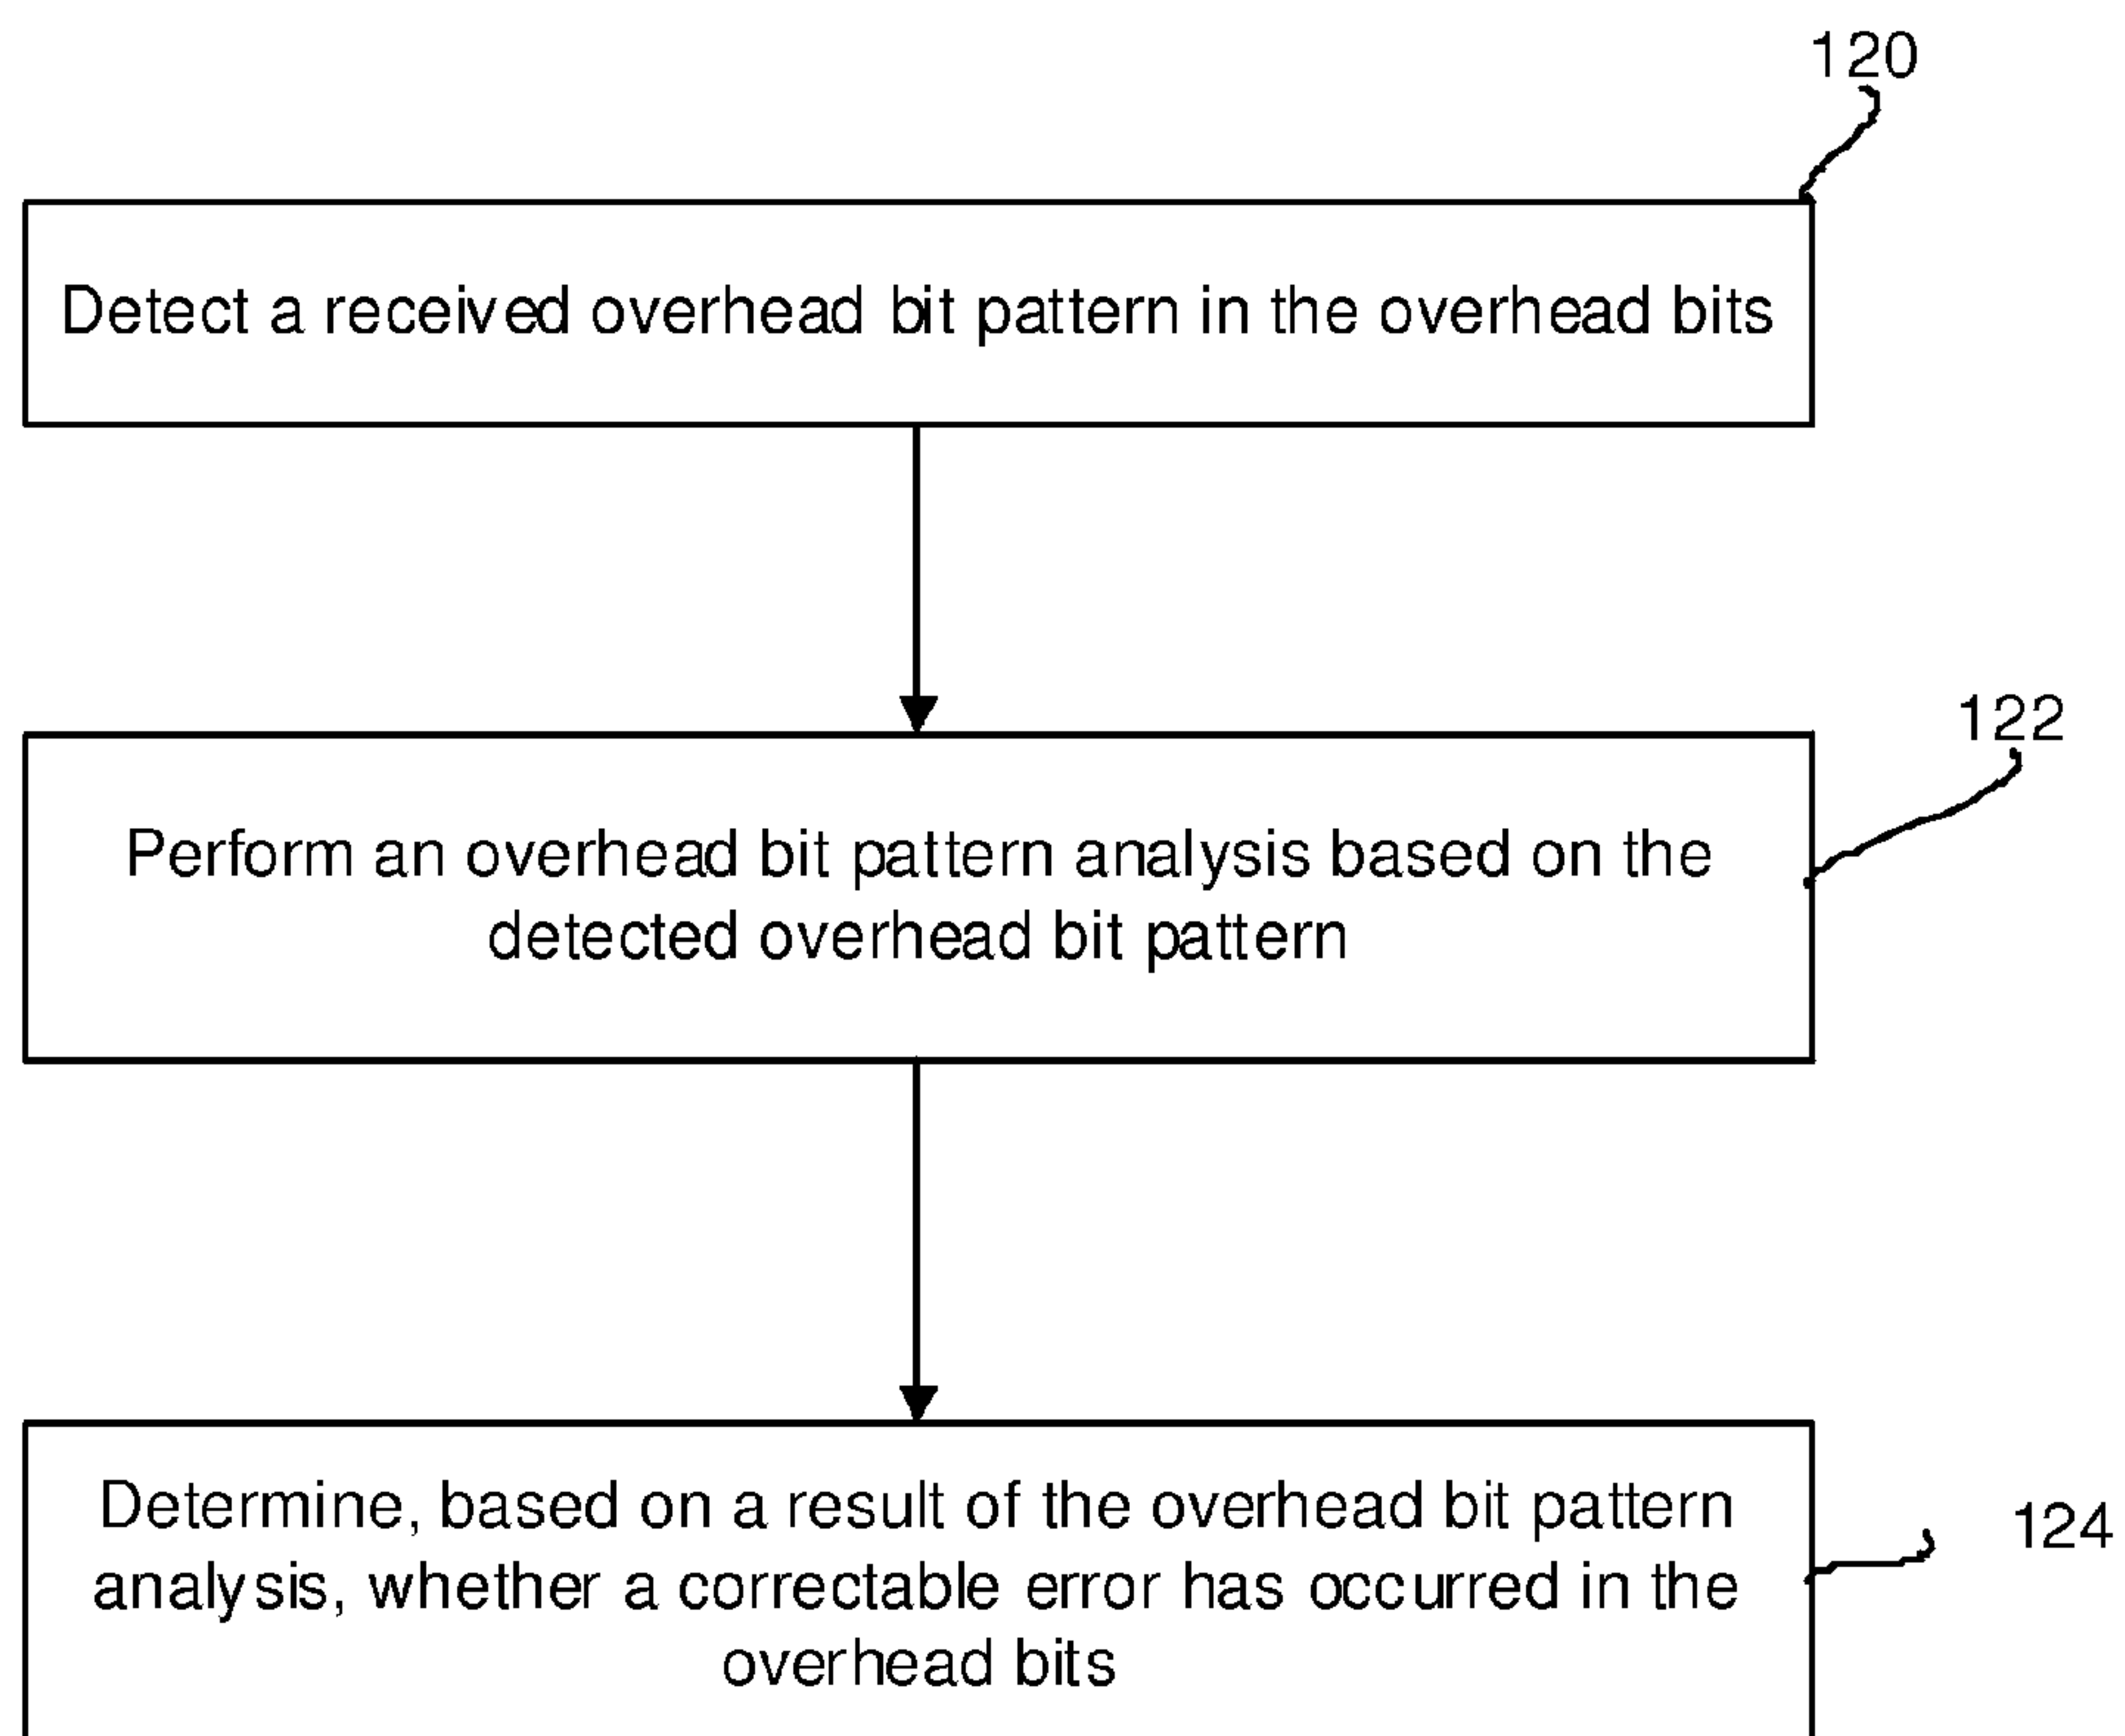 120
Detect a received overhead bit pattern in the overhead bits
122
Perform an overhead bit pattern analysis based on the
detected overhead bit pattern
Determine, based on a result of the overhead bit pattern
124
analysis, whether a correctable error has occurred in the
overhead bits